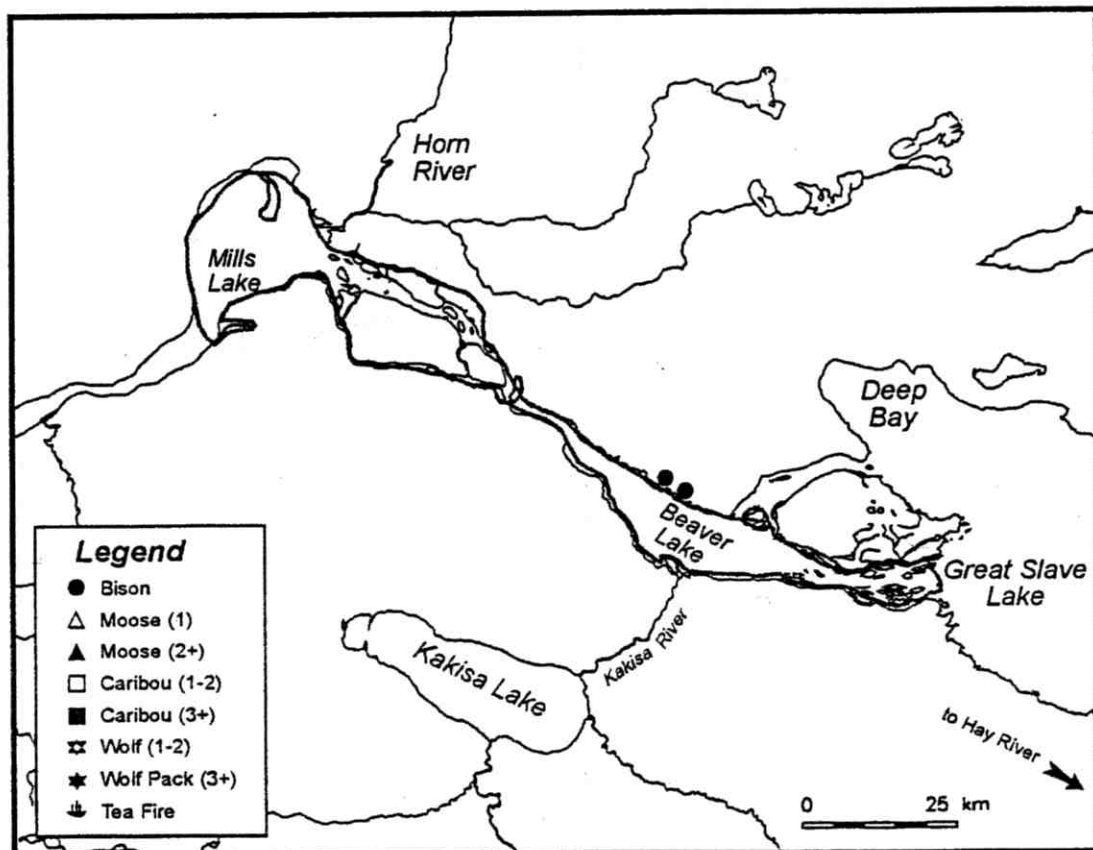 Horn
River
Mills
Lake
Deep
Bay
Beaver
Lake
Great Slave
Lake
Kakisa River
Kakisa Lake
to Hay River
Legend
Bison
Moose (1)
Moose (2+)
Caribou (1-2)
Caribou (3+)
Wolf (1-2)
Wolf Pack (3+)
Tea Fire
0 25 km